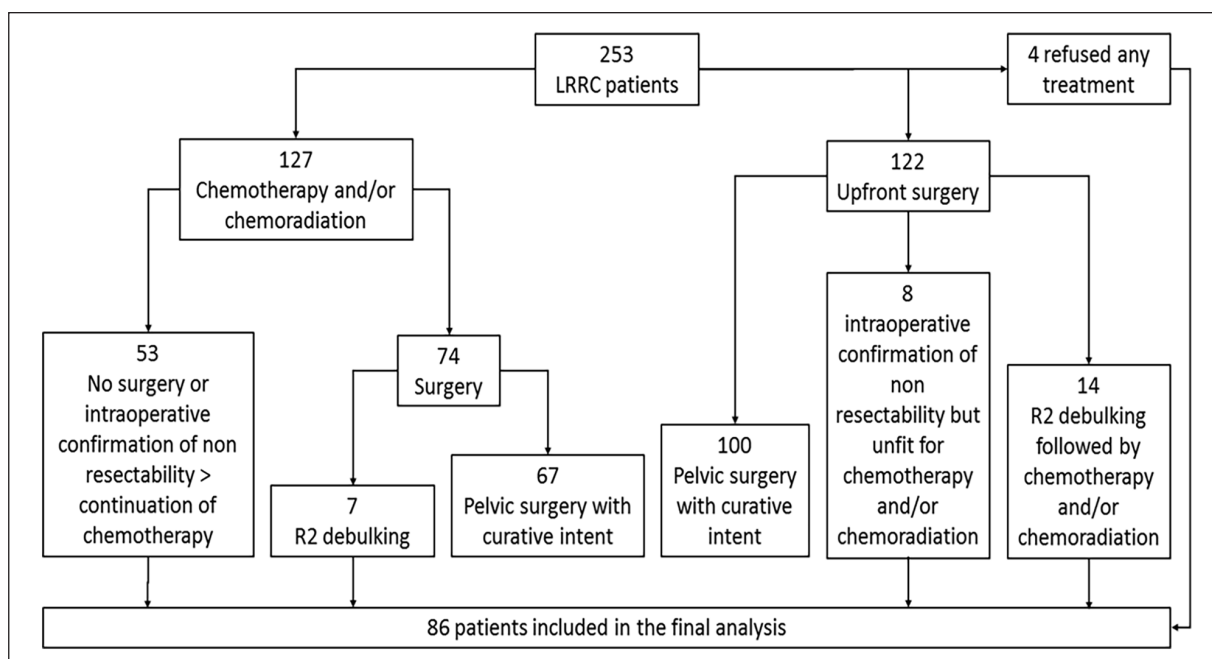 253
LRRC patients
4 refused any
treatment
127
Chemotherapy and/or
chemoradiation
122
Upfront surgery
53
No surgery or
intraoperative
confirmation of non
resectability >
continuation of
chemotherapy
74
Surgery
7
R2 debulking
67
Pelvic surgery with
curative intent
100
Pelvic surgery
with curative
intent
8
intraoperative
confirmation of
non
resectability but
unfit for
chemotherapy
and/or
chemoradiation
14
R2 debulking
followed by
chemotherapy
and/or
chemoradiation
86 patients included in the final analysis